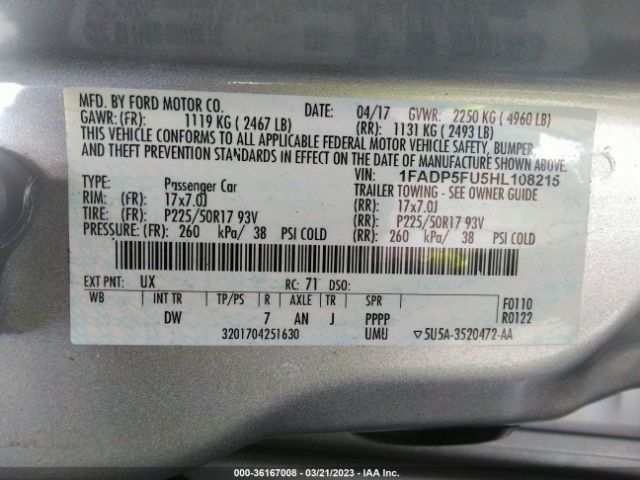 MFD. BY FORD MOTOR CO. DATE: 04/17 GVWR: 2250 KG ( 4960 LB)
GAWR: (FR): 1119 KG ( 2467 LB) (RR): 1131 KG ( 2493 LB)
THIS VEHICLE CONFORMS TO ALL APPLICABLE FEDERAL MOTOR VEHICLE SAFETY, BUMPER,
AND THEFT PREVENTION STANDARDS IN EFFECT ON THE DATE OF MANUFACTURE SHOWN ABOVE.
VIN: 1FADP5FU5HL108215
TYPE: Passenger Car TRAILER TOWING - SEE OWNER GUIDE
RIM: (FR): 17x7.0J (RR): 17x7.0J
TIRE: (FR): P225/50R17 93V (RR): P225/50R17 93V
PRESSURE: (FR): 260 kPa/ 38 PSI COLD (RR): 260 kPa/ 38 PSI COLD
EXT PNT: UX RC: 71 DSO:
WB INT TR TP/PS R AXLE TR SPR F0110
DW 7 AN J PPPP R0122
3201704251630 UMU ▽5U5A-3520472-AA
000-36167008 - 03/21/2023 - IAA Inc.